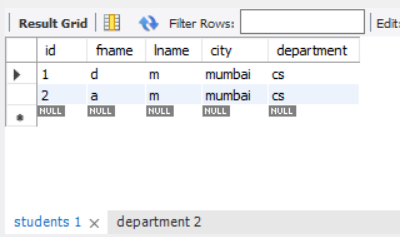 Result Grid Filter Rows: Edit:
id fname lname city department
1 d m mumbai cs
2 a m mumbai cs
NULL NULL NULL NULL NULL
students 1 department 2